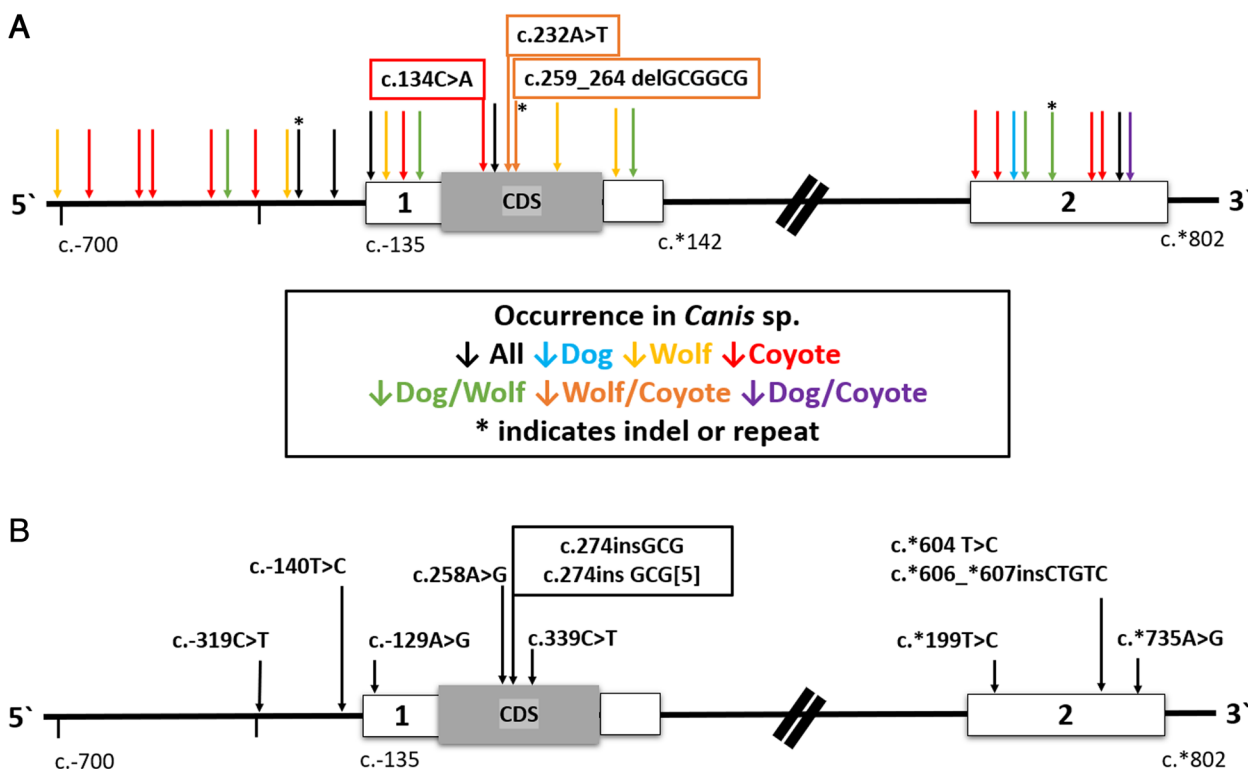 A
c.232A>T
c.134C>A
c.259_264 delGCGGCG
*
*
*
5`
1
CDS
2
3`
c.-700
c.-135
c.*142
c.*802
Occurrence in Canis sp.
↓ All ↓Dog ↓Wolf ↓Coyote
↓Dog/Wolf ↓Wolf/Coyote ↓Dog/Coyote
* indicates indel or repeat
B
c.274insGCG
c.274ins GCG[5]
c.*604 T>C
c.*606_*607insCTGTC
c.-140T>C
c.258A>G
c.-319C>T
c.-129A>G
c.339C>T
c.*199T>C
c.*735A>G
5`
1
CDS
2
3`
c.-700
c.-135
c.*802